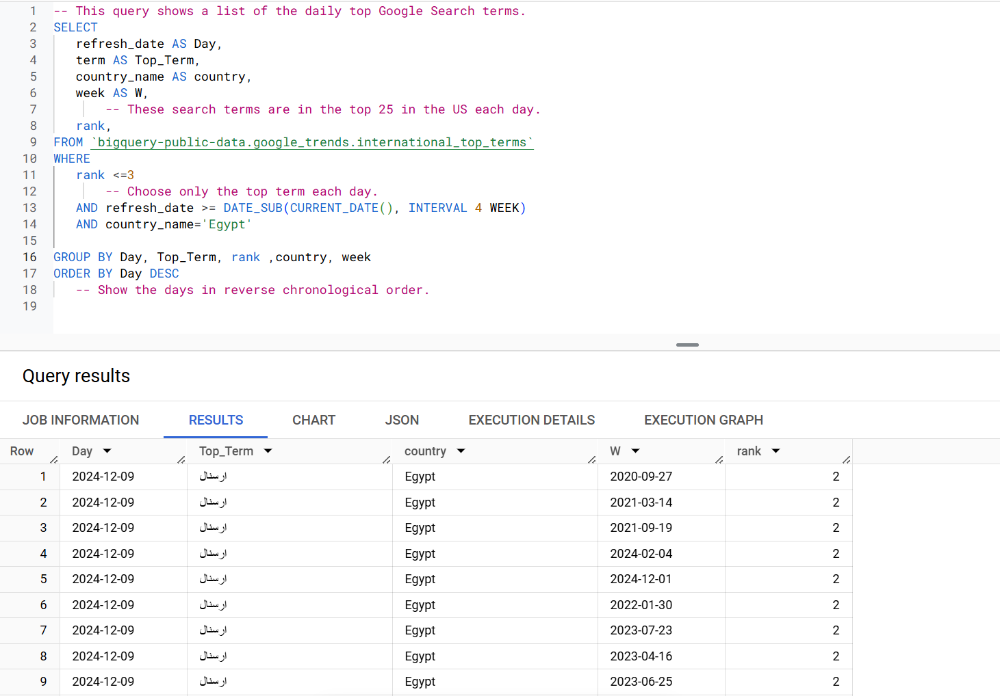 1 -- This query shows a list of the daily top Google Search terms.
2 SELECT
3 refresh_date AS Day,
4 term AS Top_Term,
5 country_name AS country,
6 week AS W,
7 -- These search terms are in the top 25 in the US each day.
8 rank,
9 FROM `bigquery-public-data.google_trends.international_top_terms`
10 WHERE
11 rank <=3
12 -- Choose only the top term each day.
13 AND refresh_date >= DATE_SUB(CURRENT_DATE(), INTERVAL 4 WEEK)
14 AND country_name='Egypt'
15
16 GROUP BY Day, Top_Term, rank ,country, week
17 ORDER BY Day DESC
18 -- Show the days in reverse chronological order.
19
Query results
JOB INFORMATION RESULTS CHART JSON EXECUTION DETAILS EXECUTION GRAPH
Row Day Top_Term country W rank
1 2024-12-09 ارسنال Egypt 2020-09-27 2
2 2024-12-09 ارسنال Egypt 2021-03-14 2
3 2024-12-09 ارسنال Egypt 2021-09-19 2
4 2024-12-09 ارسنال Egypt 2024-02-04 2
5 2024-12-09 ارسنال Egypt 2024-12-01 2
6 2024-12-09 ارسنال Egypt 2022-01-30 2
7 2024-12-09 ارسنال Egypt 2023-07-23 2
8 2024-12-09 ارسنال Egypt 2023-04-16 2
9 2024-12-09 ارسنال Egypt 2023-06-25 2